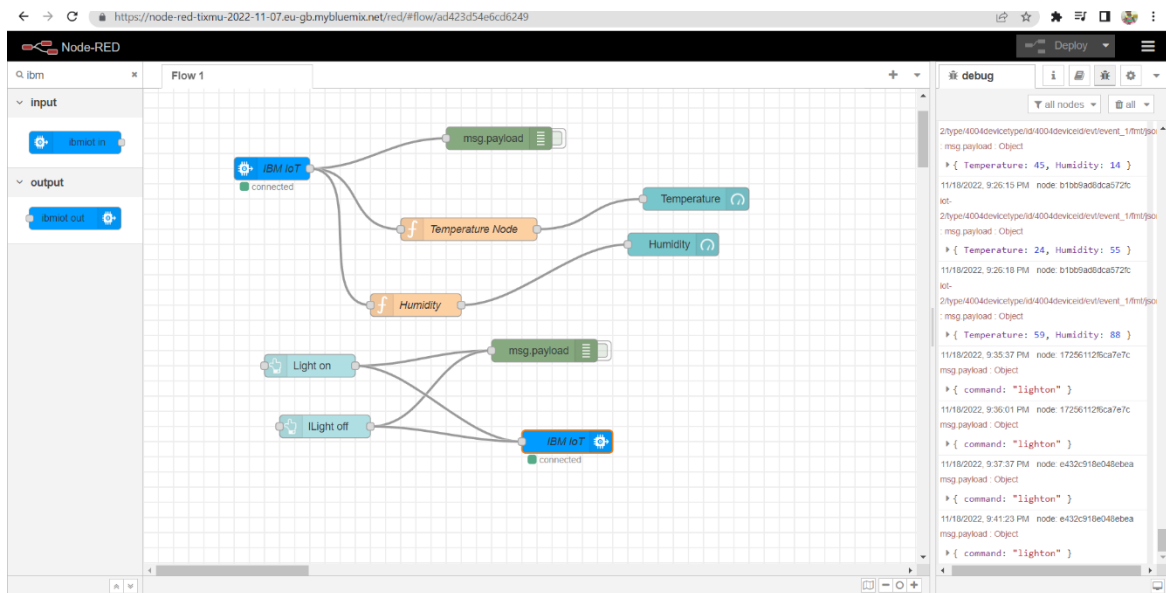 https://node-red-tixmu-2022-11-07.eu-gb.mybluemix.net/red/#flow/ad423d54e6cd6249
Node-RED
Deploy
ibm
Flow 1
debug
i
all nodes
all
input
ibmiot in
output
ibmiot out
msg.payload
IBM IoT
connected
Temperature
Temperature Node
Humidity
f Humidity
msg.payload
Light on
ILight off
IBM IoT
connected
2/type/4004devicetype/id/4004deviceid/evt/event_1/fmt/jso
: msg.payload : Object
{ Temperature: 45, Humidity: 14 }
11/18/2022, 9:26:15 PM node: b1bb9ad8dca572fc
iot-
2/type/4004devicetype/id/4004deviceid/evt/event_1/fmt/jso
: msg.payload : Object
{ Temperature: 24, Humidity: 55 }
11/18/2022, 9:26:18 PM node: b1bb9ad8dca572fc
iot-
2/type/4004devicetype/id/4004deviceid/evt/event_1/fmt/jso
: msg.payload : Object
{ Temperature: 59, Humidity: 88 }
11/18/2022, 9:35:37 PM node: 17256112f6ca7e7c
msg.payload : Object
{ command: "lighton" }
11/18/2022, 9:36:01 PM node: 17256112f6ca7e7c
msg.payload : Object
{ command: "lighton" }
11/18/2022, 9:37:37 PM node: e432c918e048ebea
msg.payload : Object
{ command: "lighton" }
11/18/2022, 9:41:23 PM node: e432c918e048ebea
msg.payload : Object
{ command: "lighton" }